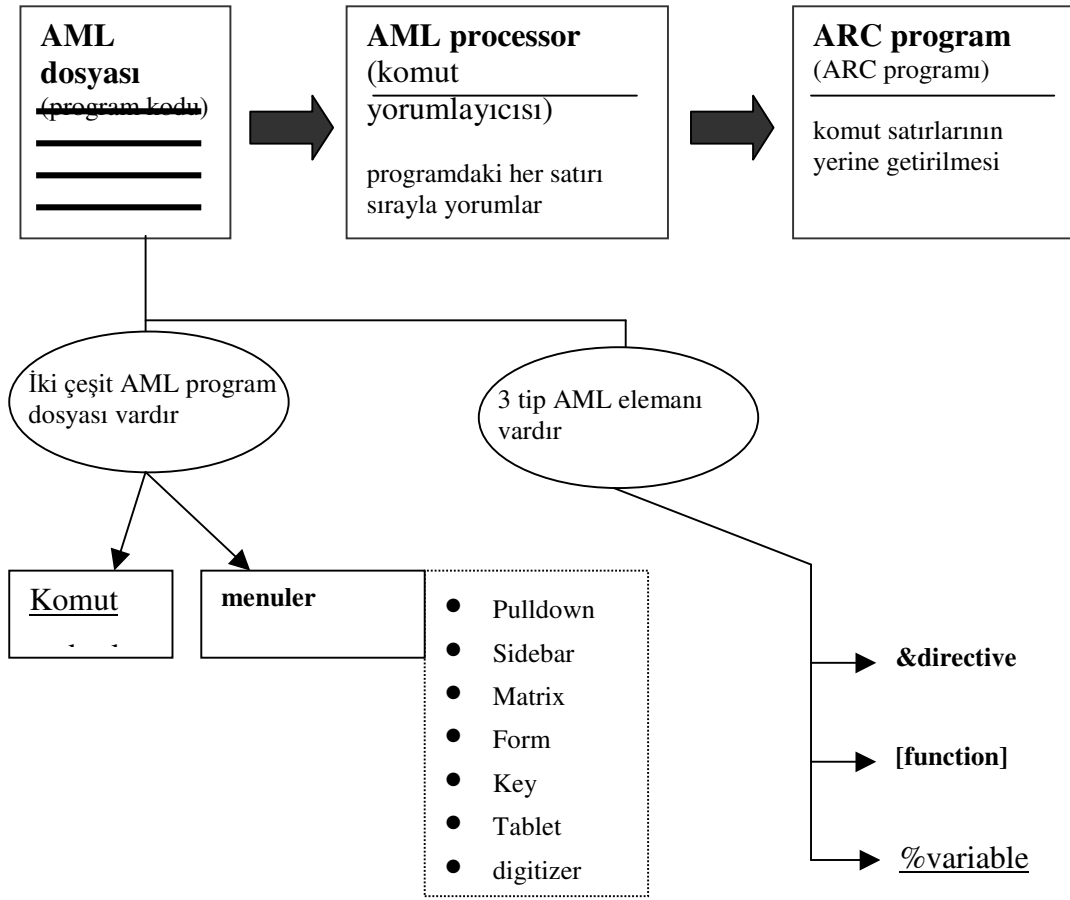 AML
dosyası
(program kodu)
AML processor
(komut
yorumlayıcısı)
programdaki her satırı
sırayla yorumlar
ARC program
(ARC programı)
komut satırlarının
yerine getirilmesi
İki çeşit AML program
dosyası vardır
3 tip AML elemanı
vardır
Komut
menuler
Pulldown
Sidebar
Matrix
Form
Key
Tablet
digitizer
&directive
[function]
%variable